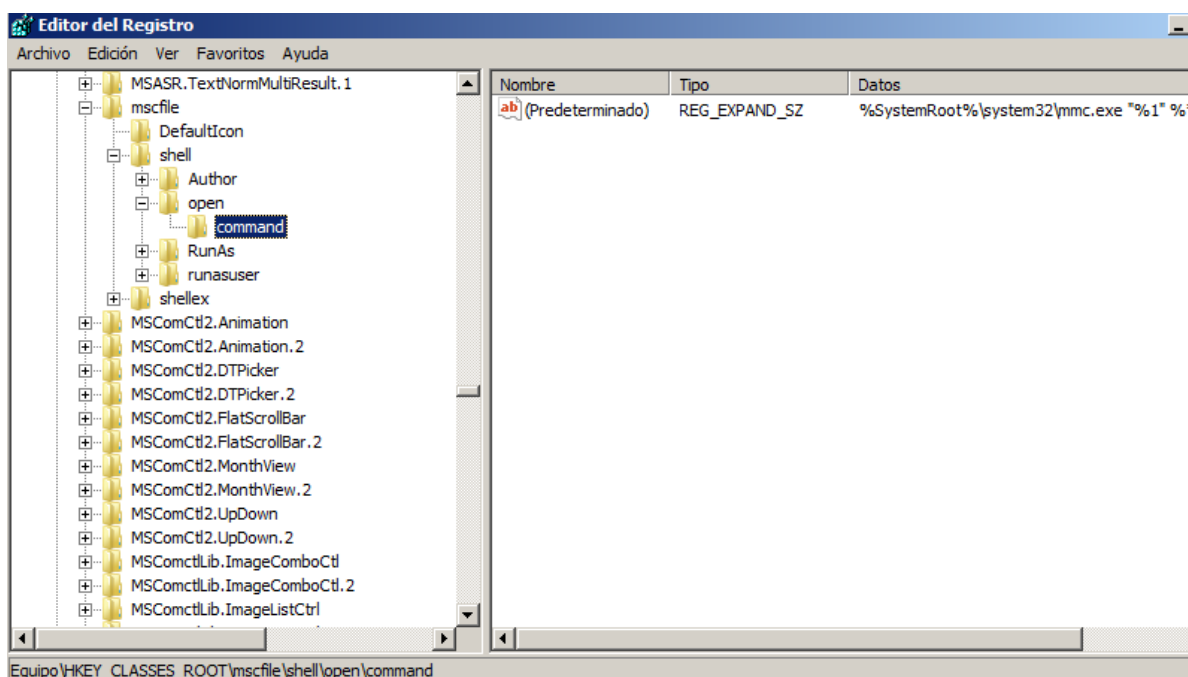 Editor del Registro
Archivo Edición Ver Favoritos Ayuda
MSASR.TextNormMultiResult.1
mscfile
DefaultIcon
shell
Author
open
command
RunAs
runasuser
shellex
MSComCtl2.Animation
MSComCtl2.Animation.2
MSComCtl2.DTPicker
MSComCtl2.DTPicker.2
MSComCtl2.FlatScrollBar
MSComCtl2.FlatScrollBar.2
MSComCtl2.MonthView
MSComCtl2.MonthView.2
MSComCtl2.UpDown
MSComCtl2.UpDown.2
MSComctlLib.ImageComboCtl
MSComctlLib.ImageComboCtl.2
MSComctlLib.ImageListCtrl
Nombre Tipo Datos
ab (Predeterminado) REG_EXPAND_SZ %SystemRoot%\system32\mmc.exe "%1" %*
Equipo\HKEY_CLASSES_ROOT\mscfile\shell\open\command